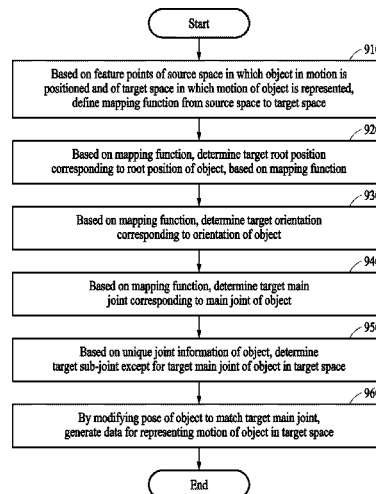 Start
910
Based on feature points of source space in which object in motion is
positioned and of target space in which motion of object is represented,
define mapping function from source space to target space
920
Based on mapping function, determine target root position
corresponding to root position of object, based on mapping function
930
Based on mapping function, determine target orientation
corresponding to orientation of object
940
Based on mapping function, determine target main
joint corresponding to main joint of object
950
Based on unique joint information of object, determine
target sub-joint except for target main joint of object in target space
960
By modifying pose of object to match target main joint,
generate data for representing motion of object in target space
End